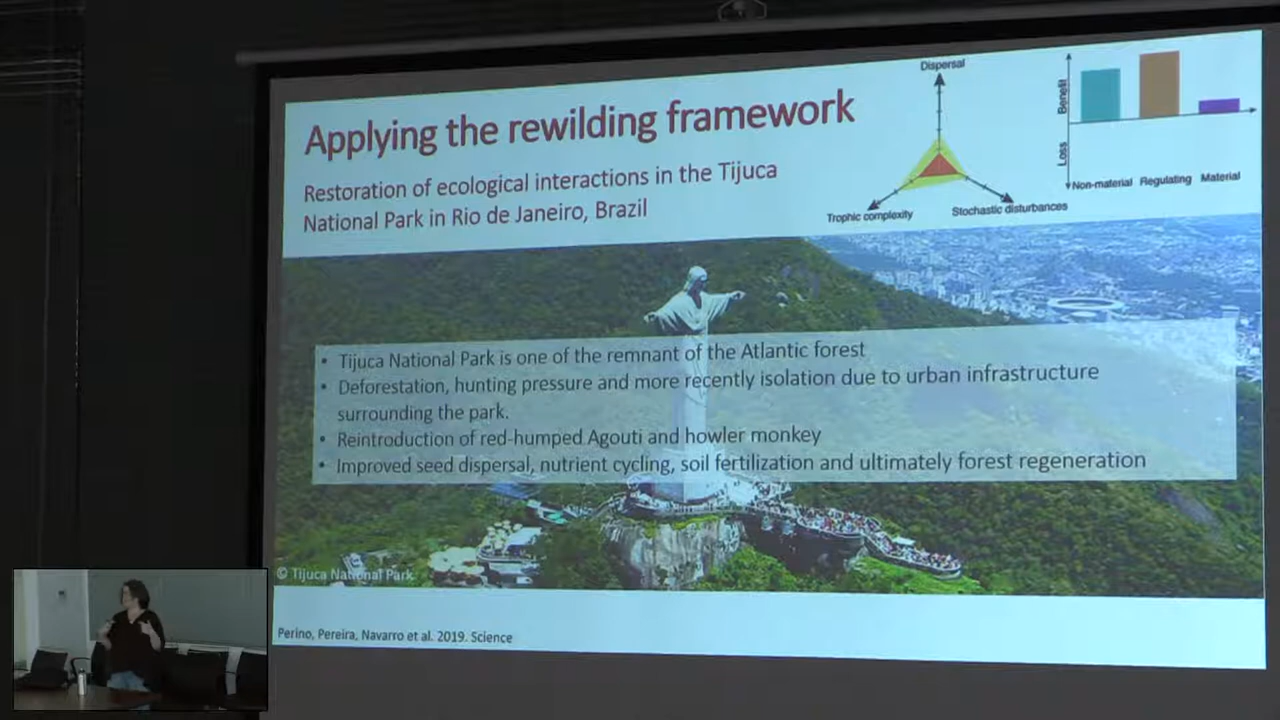 Applying the rewilding framework
Restoration of ecological interactions in the Tijuca
National Park in Rio de Janeiro, Brazil
Dispersal
Trophic complexity
Stochastic disturbances
Benefit
Loss
Non-material Regulating Material
• Tijuca National Park is one of the remnant of the Atlantic forest
• Deforestation, hunting pressure and more recently isolation due to urban infrastructure
surrounding the park.
• Reintroduction of red-humped Agouti and howler monkey
• Improved seed dispersal, nutrient cycling, soil fertilization and ultimately forest regeneration
© Tijuca National Park
Perino, Pereira, Navarro et al. 2019. Science